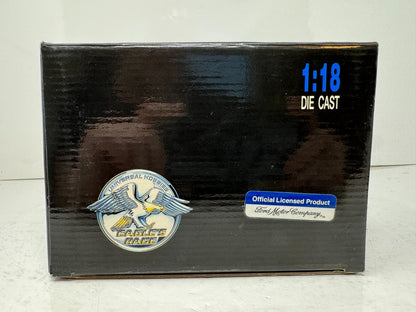 1:18
DIE CAST
UNIVERSAL HOBBIES
EAGLE'S
RACE
Official Licensed Product
Ford Motor Company